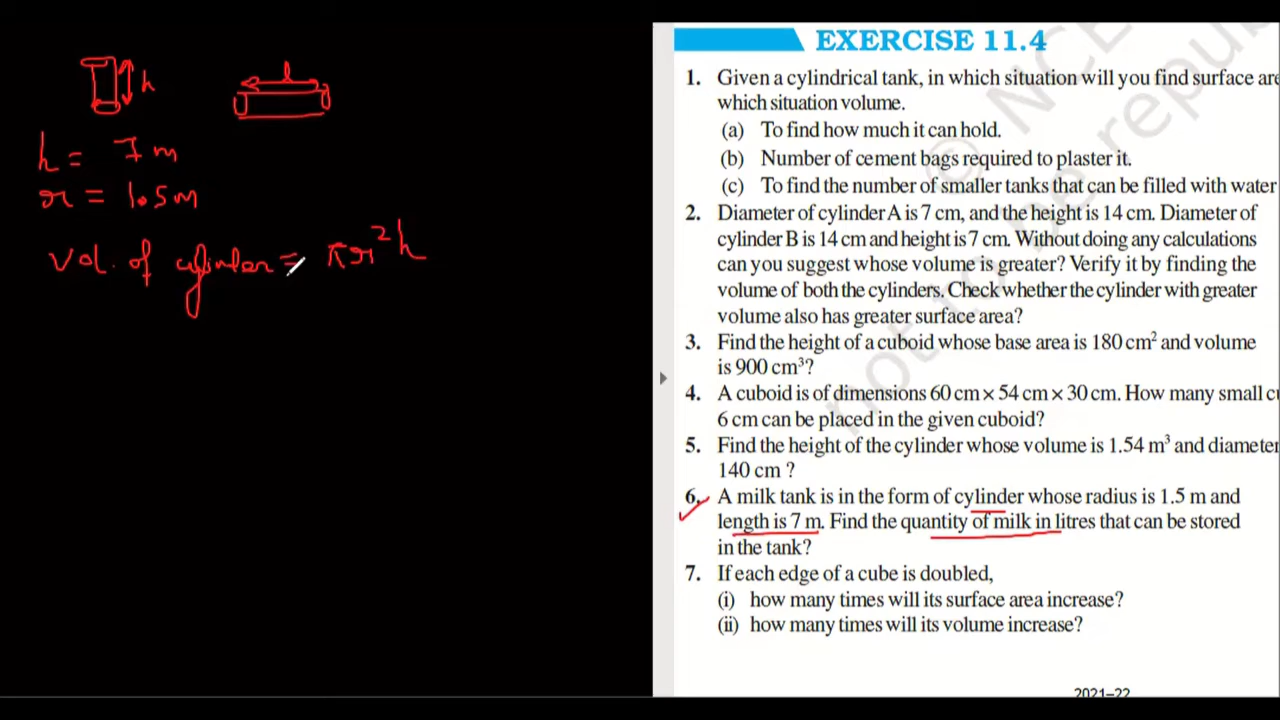 h
l
h = 7 m
r = 1.5 m
Vol. of cylinder = πr²h
EXERCISE 11.4
1. Given a cylindrical tank, in which situation will you find surface are
which situation volume.
(a) To find how much it can hold.
(b) Number of cement bags required to plaster it.
(c) To find the number of smaller tanks that can be filled with water
2. Diameter of cylinder A is 7 cm, and the height is 14 cm. Diameter of
cylinder B is 14 cm and height is 7 cm. Without doing any calculations
can you suggest whose volume is greater? Verify it by finding the
volume of both the cylinders. Check whether the cylinder with greater
volume also has greater surface area?
3. Find the height of a cuboid whose base area is 180 cm² and volume
is 900 cm³?
4. A cuboid is of dimensions 60 cm × 54 cm × 30 cm. How many small c
6 cm can be placed in the given cuboid?
5. Find the height of the cylinder whose volume is 1.54 m³ and diameter
140 cm ?
6. A milk tank is in the form of cylinder whose radius is 1.5 m and
length is 7 m. Find the quantity of milk in litres that can be stored
in the tank?
7. If each edge of a cube is doubled,
(i) how many times will its surface area increase?
(ii) how many times will its volume increase?
2021–22
© NCE
not to be republ